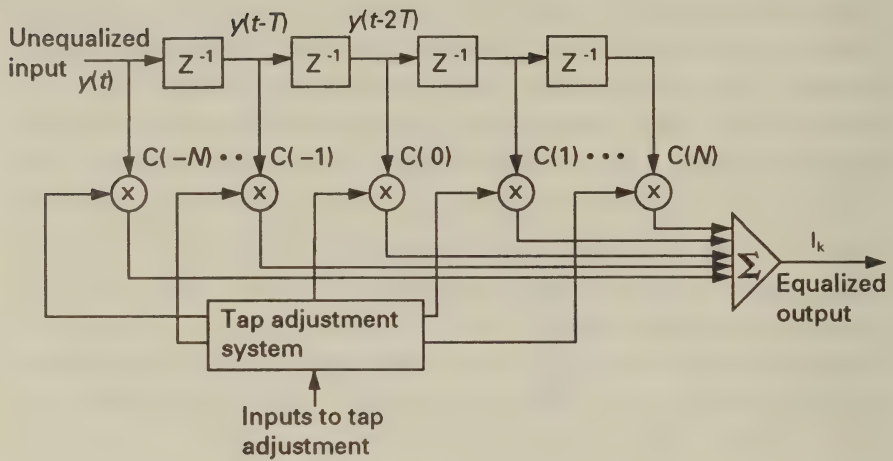 y(t-T)
y(t-2T)
Unequalized
input
y(t)
Z -1
Z -1
Z -1
Z -1
C( -N) • •
C( -1)
C( 0)
C(1) • • •
C(N)
x
x
x
x
x
Σ
I k
Equalized
output
Tap adjustment
system
Inputs to tap
adjustment